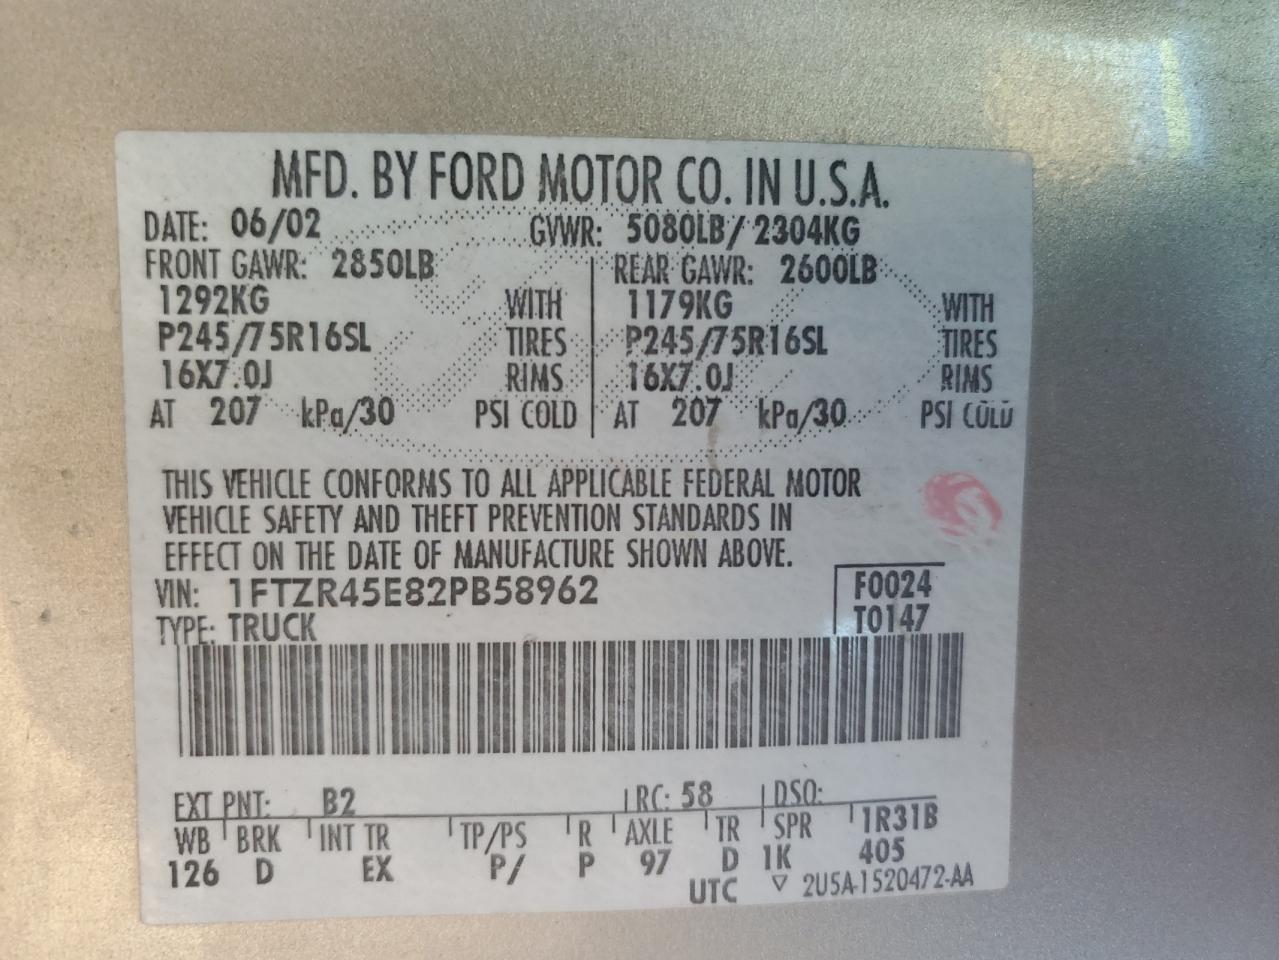 MFD. BY FORD MOTOR CO. IN U.S.A.
DATE: 06/02 GVWR: 5080LB/ 2304KG
FRONT GAWR: 2850LB REAR GAWR: 2600LB
1292KG WITH 1179KG WITH
P245/75R16SL TIRES P245/75R16SL TIRES
16X7.0J RIMS 16X7.0J RIMS
AT 207 kPa/30 PSI COLD AT 207 kPa/30 PSI COLD
THIS VEHICLE CONFORMS TO ALL APPLICABLE FEDERAL MOTOR
VEHICLE SAFETY AND THEFT PREVENTION STANDARDS IN
EFFECT ON THE DATE OF MANUFACTURE SHOWN ABOVE.
VIN: 1FTZR45E82PB58962 F0024
TYPE: TRUCK T0147
EXT PNT: B2 RC: 58 DSO:
WB BRK INT TR TP/PS R AXLE TR SPR 1R31B
126 D EX P/ P 97 D 1K 405
UTC ▽ 2U5A-1520472-AA